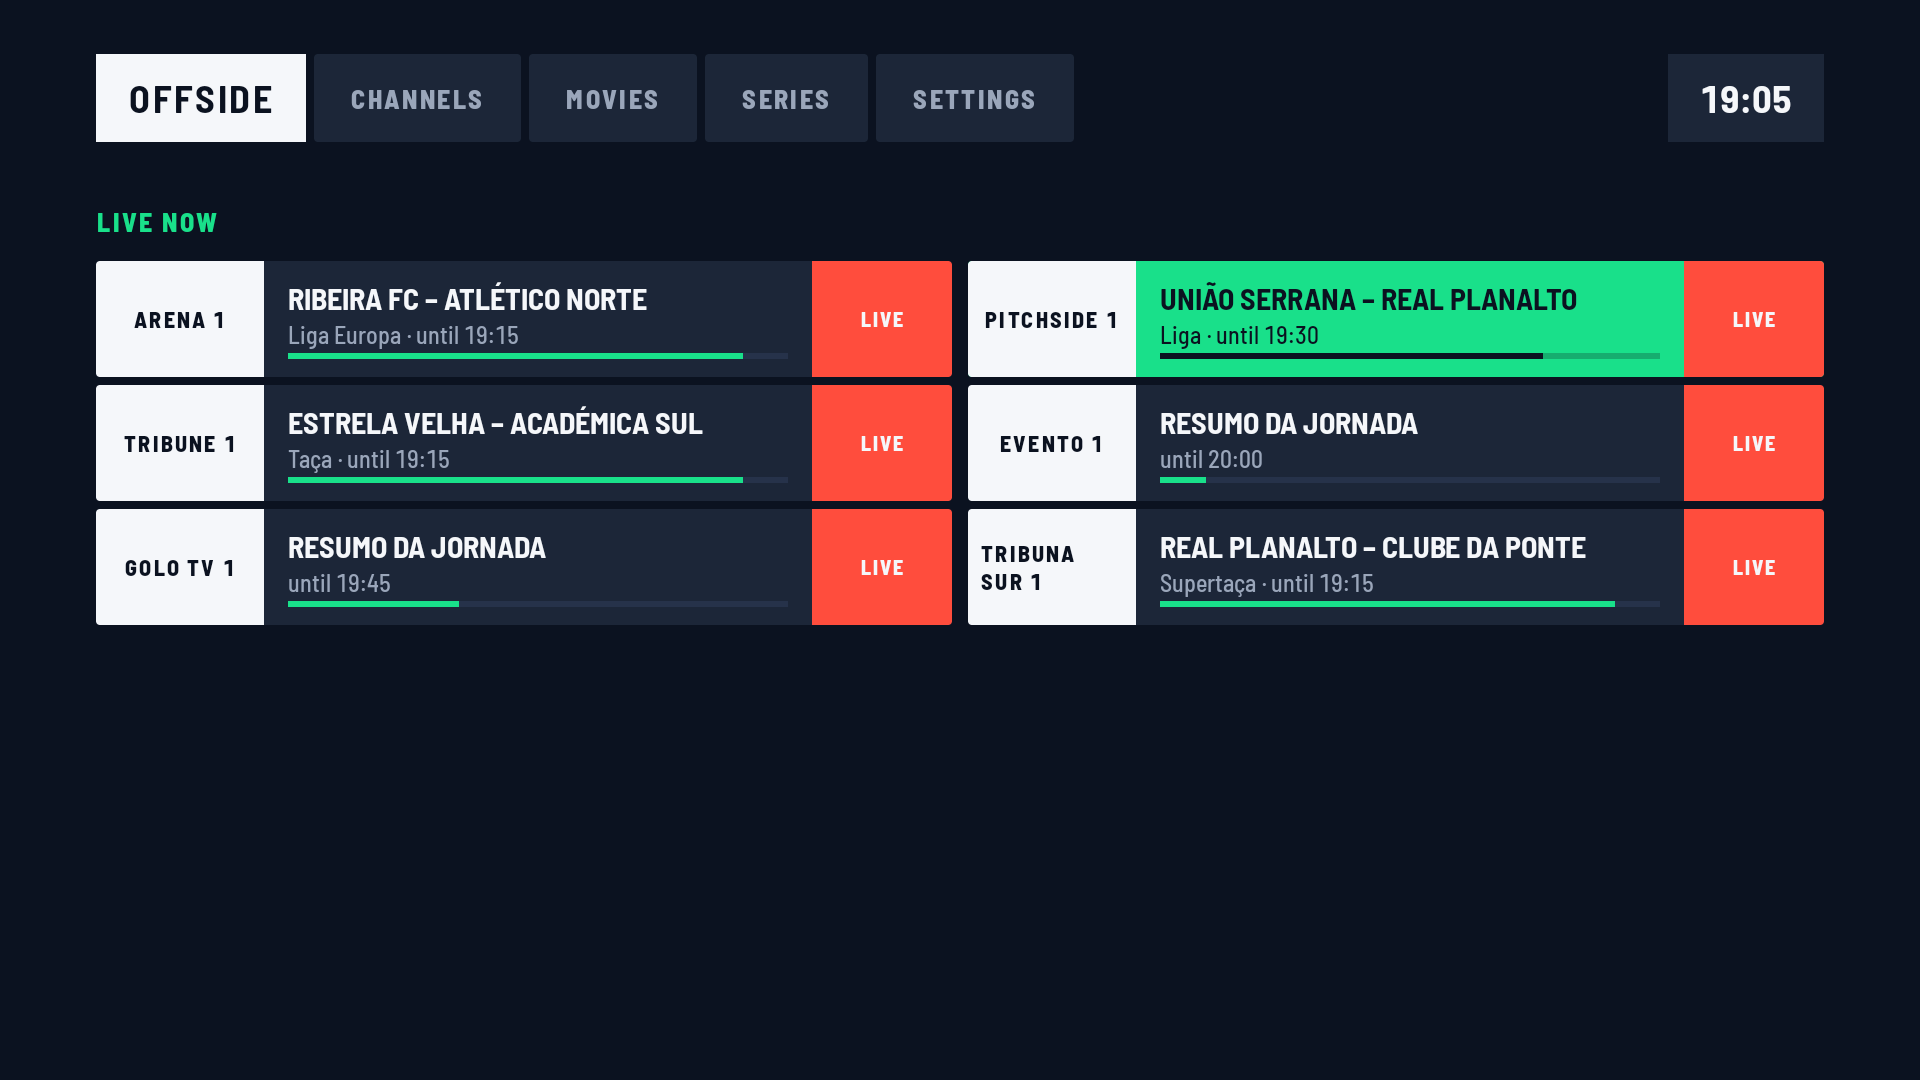 OFFSIDE
CHANNELS
MOVIES
SERIES
SETTINGS
19:05
LIVE NOW
ARENA 1
RIBEIRA FC – ATLÉTICO NORTE
Liga Europa · until 19:15
LIVE
PITCHSIDE 1
UNIÃO SERRANA – REAL PLANALTO
Liga · until 19:30
LIVE
TRIBUNE 1
ESTRELA VELHA – ACADÉMICA SUL
Taça · until 19:15
LIVE
EVENTO 1
RESUMO DA JORNADA
until 20:00
LIVE
GOLO TV 1
RESUMO DA JORNADA
until 19:45
LIVE
TRIBUNA
SUR 1
REAL PLANALTO – CLUBE DA PONTE
Supertaça · until 19:15
LIVE